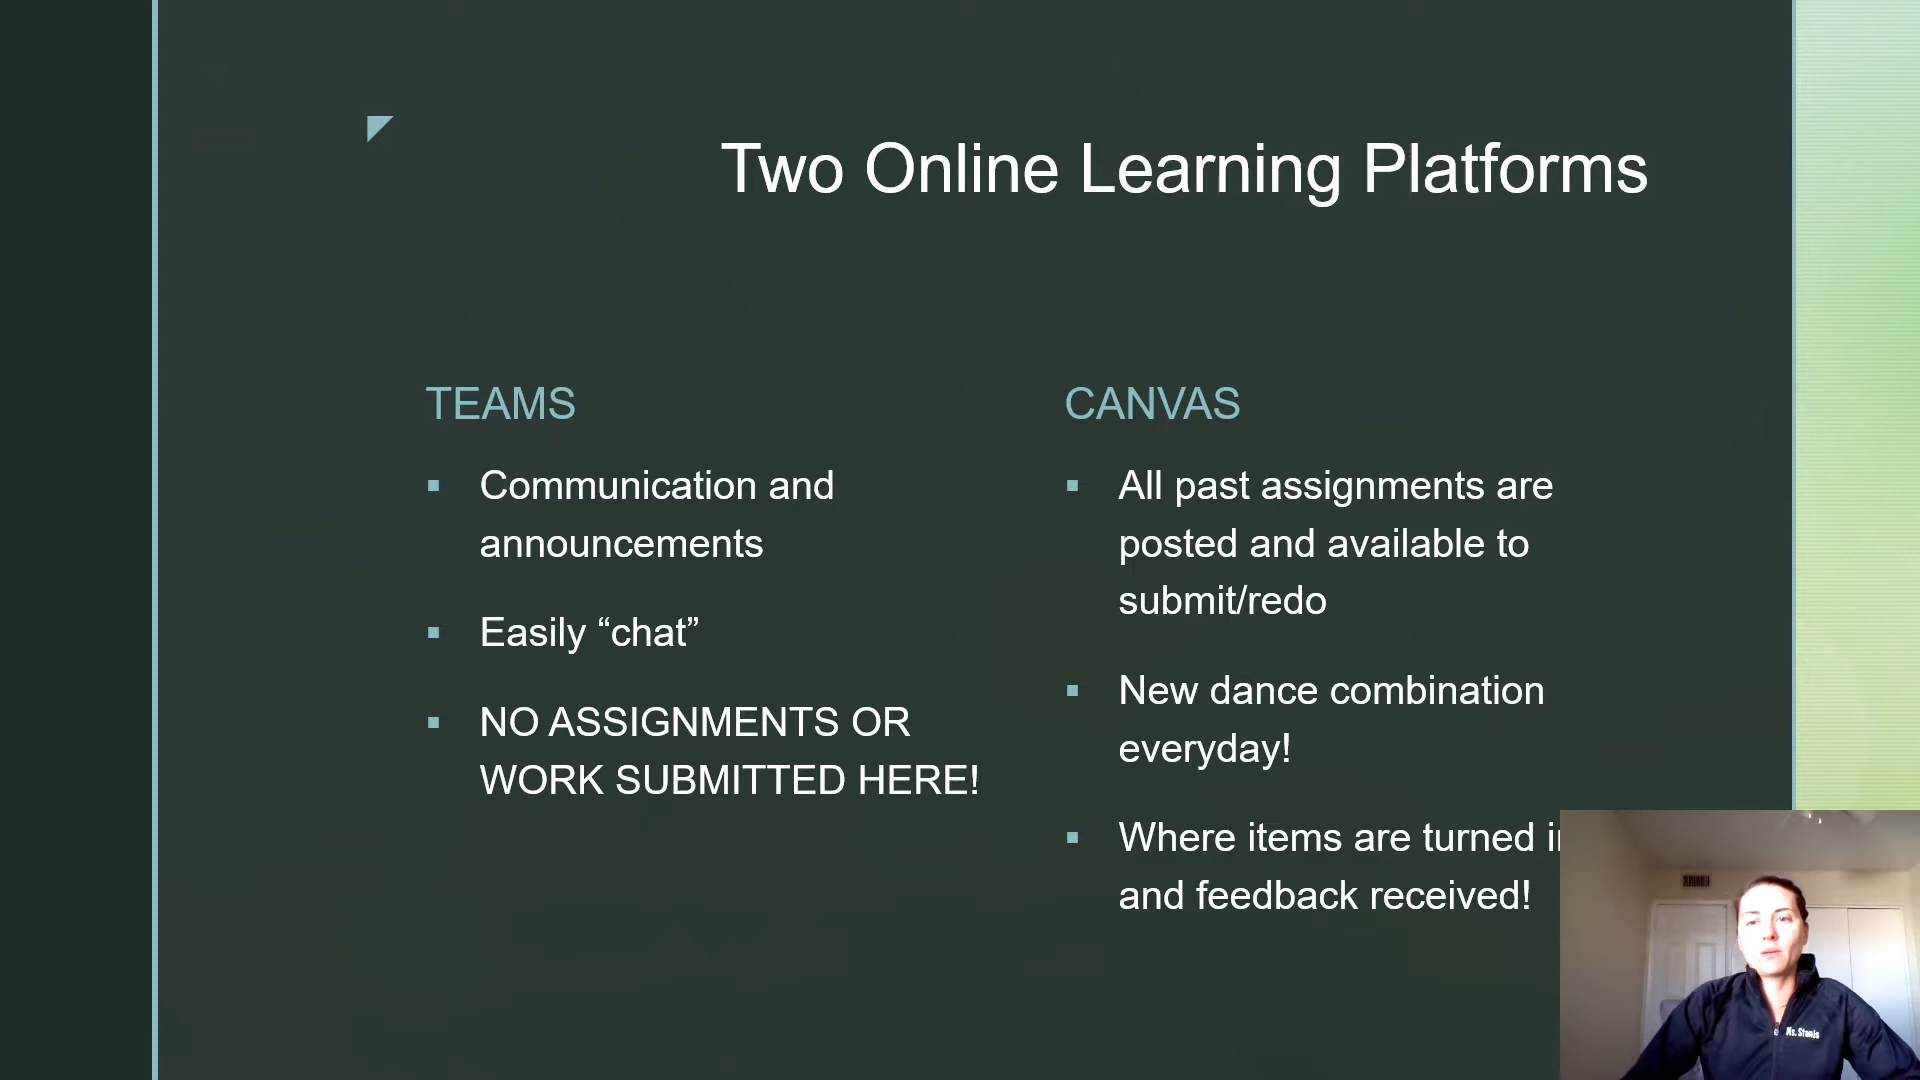 Two Online Learning Platforms
TEAMS
▪ Communication and
announcements
▪ Easily “chat”
▪ NO ASSIGNMENTS OR
WORK SUBMITTED HERE!
CANVAS
▪ All past assignments are
posted and available to
submit/redo
▪ New dance combination
everyday!
▪ Where items are turned
and feedback received!
Ms. Stanis